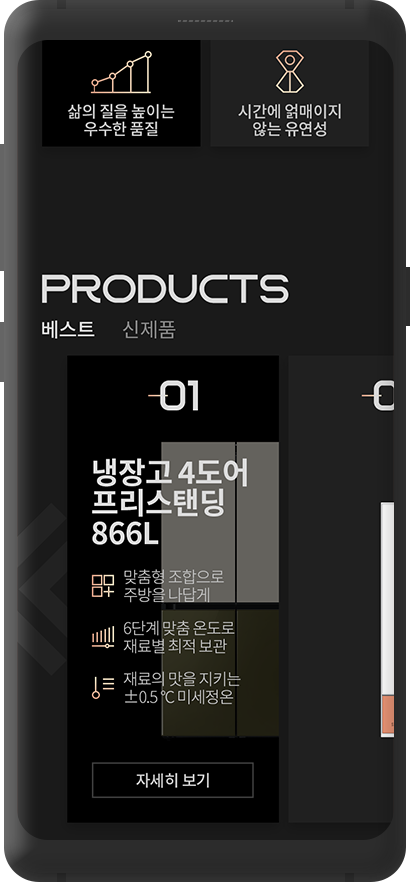 삶의 질을 높이는
우수한 품질
시간에 얽매이지
않는 유연성
PRODUCTS
베스트 신제품
01
냉장고 4도어
프리스탠딩
866L
맞춤형 조합으로
주방을 나답게
6단계 맞춤 온도로
재료별 최적 보관
재료의 맛을 지키는
±0.5℃ 미세정온
자세히 보기